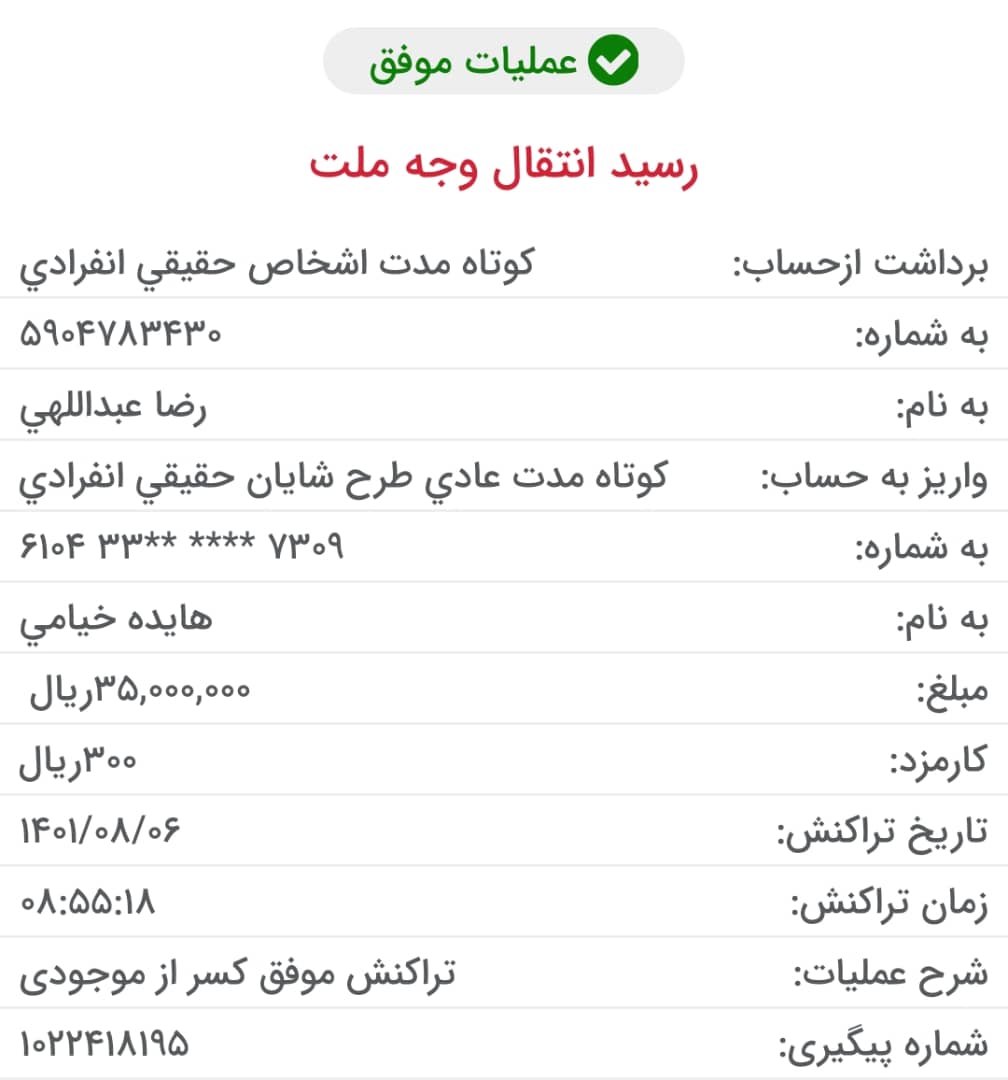 عملیات موفق
رسید انتقال وجه ملت
برداشت ازحساب: کوتاه مدت اشخاص حقيقي انفرادي
به شماره: ۵۹۰۴۷۸۳۴۳۰
به نام: رضا عبداللهي
واریز به حساب: کوتاه مدت عادي طرح شايان حقيقي انفرادي
به شماره: ۶۱۰۴ ۳۳** **** ۷۳۰۹
به نام: هايده خيامي
مبلغ: ۳۵,۰۰۰,۰۰۰ریال
کارمزد: ۳۰۰ریال
تاریخ تراکنش: ۱۴۰۱/۰۸/۰۶
زمان تراکنش: ۰۸:۵۵:۱۸
شرح عملیات: تراکنش موفق کسر از موجودی
شماره پیگیری: ۱۰۲۲۴۱۸۱۹۵